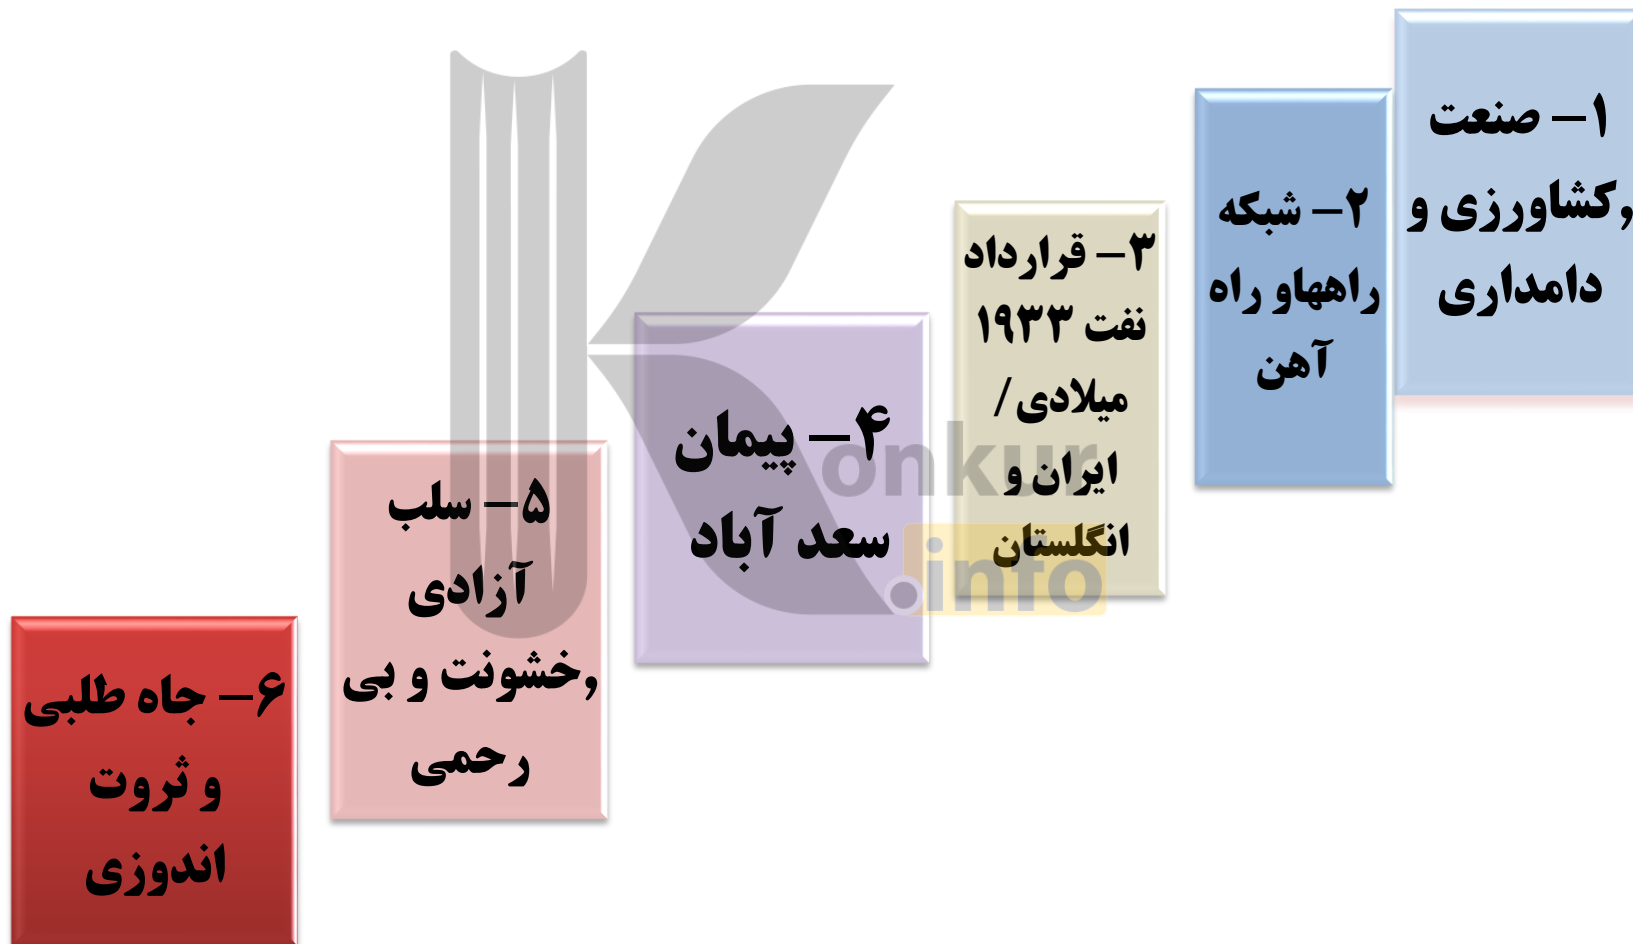 ۱- صنعت
,کشاورزی و
دامداری
۲- شبکه
راههاو راه
آهن
۳- قرارداد
نفت ۱۹۳۳
میلادی /
ایران و
انگلستان
۴- پیمان
سعد آباد
۵- سلب
آزادی
,خشونت و بی
رحمی
۶- جاه طلبی
و ثروت
اندوزی
onkur
.info